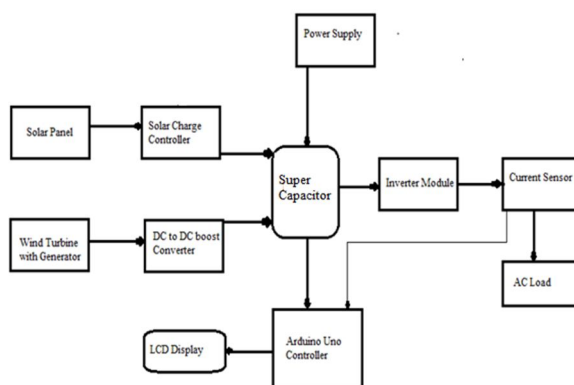 Power Supply
Solar Panel
Solar Charge
Controller
Super
Capacitor
Inverter Module
Current Sensor
Wind Turbine
with Generator
DC to DC boost
Converter
AC Load
LCD Display
Arduino Uno
Controller